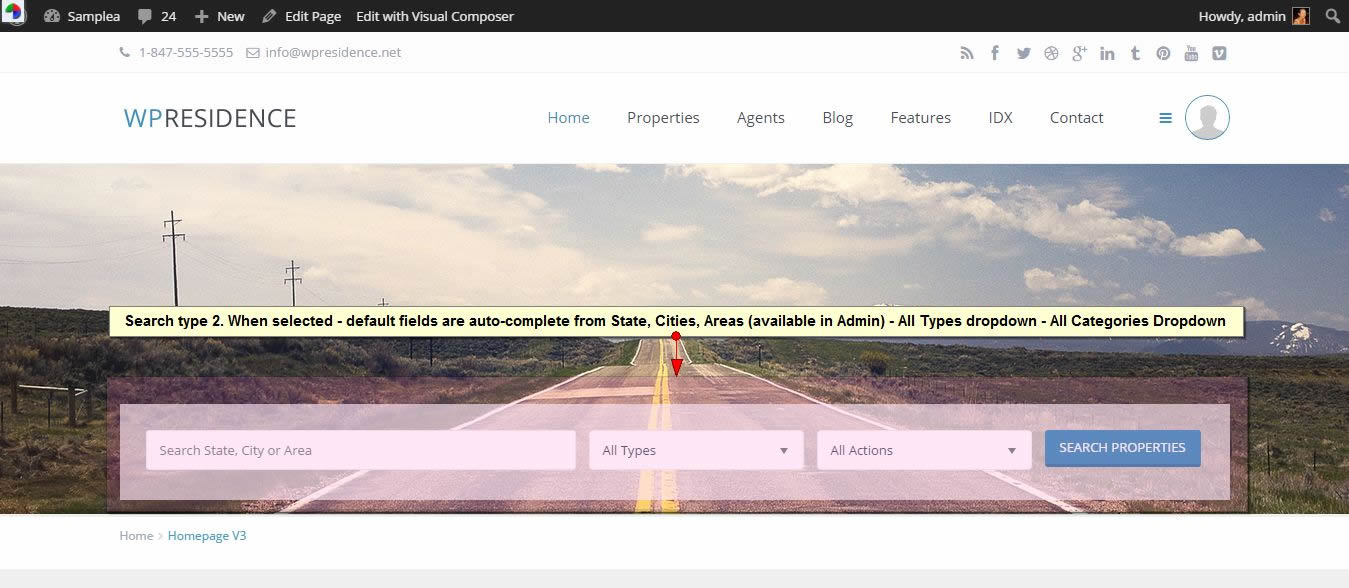 Samplea 24 New Edit Page Edit with Visual Composer Howdy, admin
1-847-555-5555 info@wpresidence.net
WPRESIDENCE Home Properties Agents Blog Features IDX Contact
Search type 2. When selected - default fields are auto-complete from State, Cities, Areas (available in Admin) - All Types dropdown - All Categories Dropdown
Search State, City or Area All Types All Actions SEARCH PROPERTIES
Home > Homepage V3